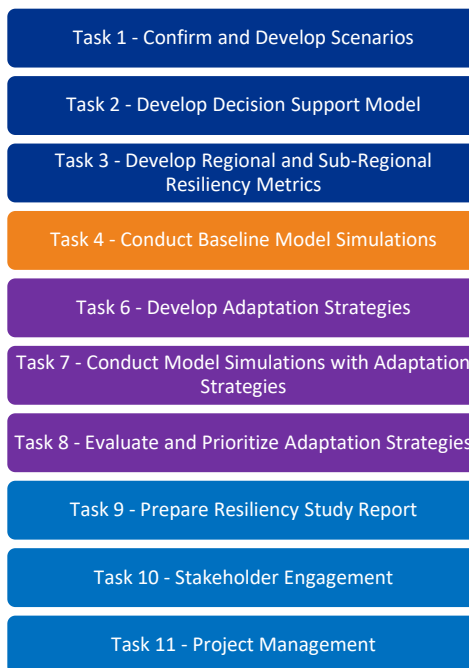 Task 1 - Confirm and Develop Scenarios
Task 2 - Develop Decision Support Model
Task 3 - Develop Regional and Sub-Regional
Resiliency Metrics
Task 4 - Conduct Baseline Model Simulations
Task 6 - Develop Adaptation Strategies
Task 7 - Conduct Model Simulations with Adaptation
Strategies
Task 8 - Evaluate and Prioritize Adaptation Strategies
Task 9 - Prepare Resiliency Study Report
Task 10 - Stakeholder Engagement
Task 11 - Project Management